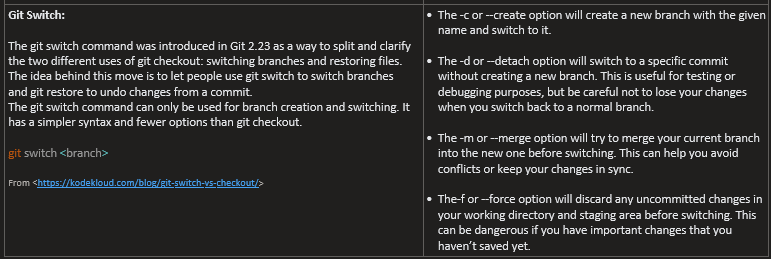 Git Switch:
The git switch command was introduced in Git 2.23 as a way to split and clarify
the two different uses of git checkout: switching branches and restoring files.
The idea behind this move is to let people use git switch to switch branches
and git restore to undo changes from a commit.
The git switch command can only be used for branch creation and switching. It
has a simpler syntax and fewer options than git checkout.
git switch <branch>
From <https://kodekloud.com/blog/git-switch-vs-checkout/>
• The -c or --create option will create a new branch with the given
name and switch to it.
• The -d or --detach option will switch to a specific commit
without creating a new branch. This is useful for testing or
debugging purposes, but be careful not to lose your changes
when you switch back to a normal branch.
• The -m or --merge option will try to merge your current branch
into the new one before switching. This can help you avoid
conflicts or keep your changes in sync.
• The-f or --force option will discard any uncommitted changes in
your working directory and staging area before switching. This
can be dangerous if you have important changes that you
haven't saved yet.